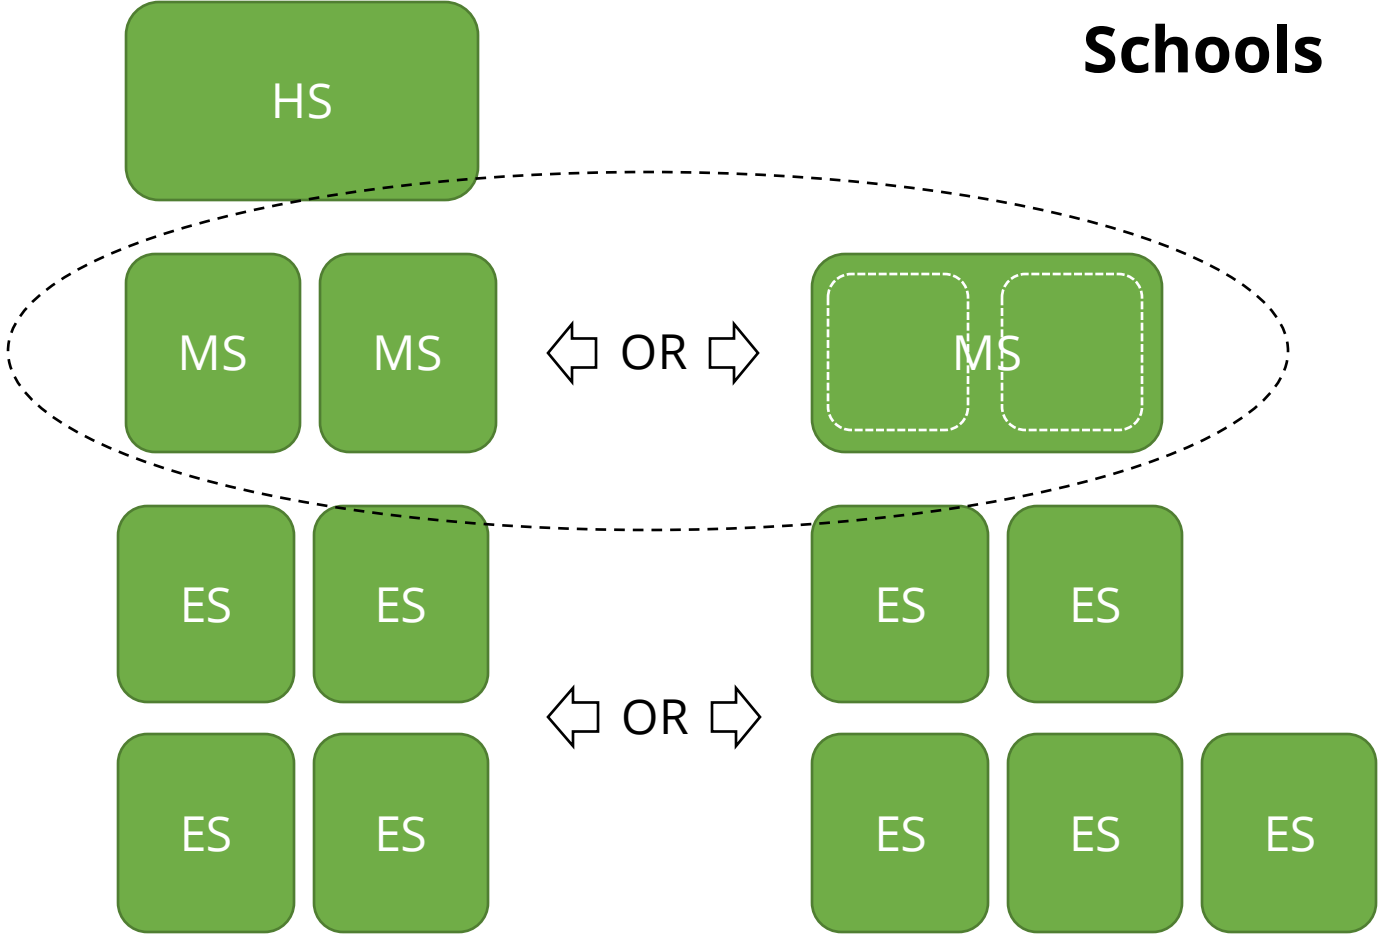 Schools
HS
MS MS OR MS
ES ES ES ES
OR
ES ES ES ES ES